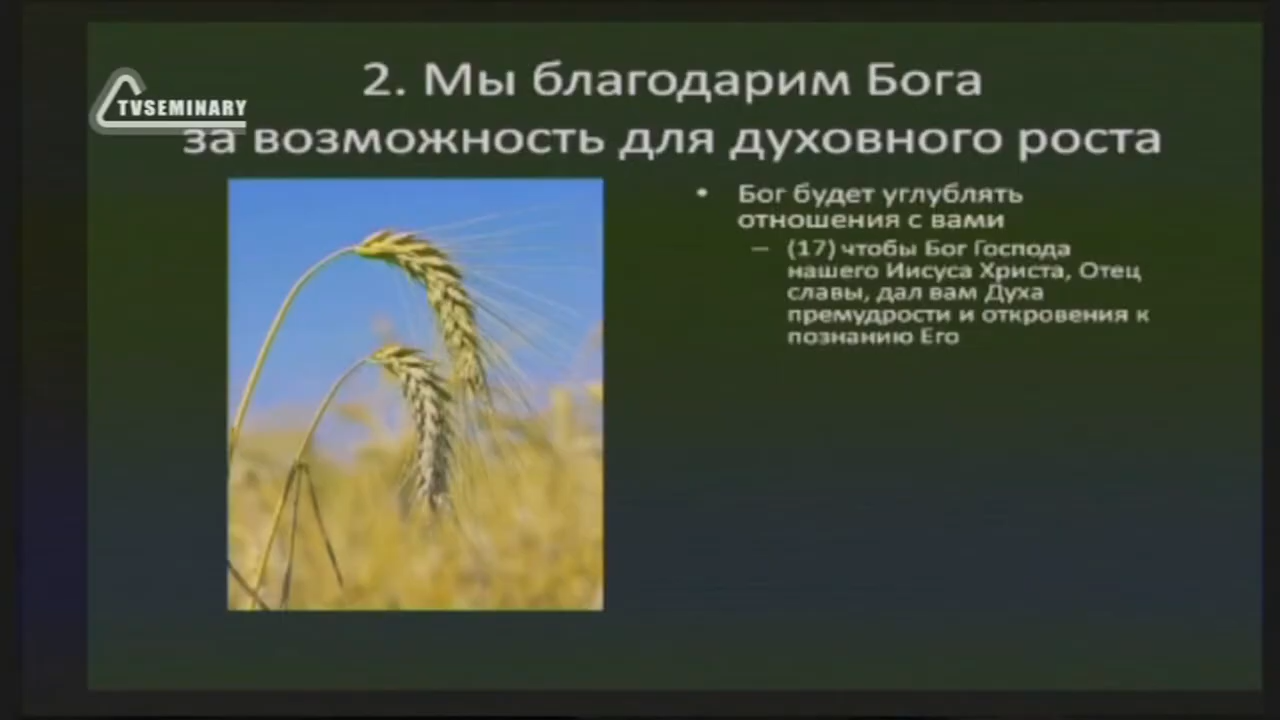 2. Мы благодарим Бога
TVSEMINARY
за возможность для духовного роста
• Бог будет углублять
отношения с вами
– (17) чтобы Бог Господа
нашего Иисуса Христа, Отец
славы, дал вам Духа
премудрости и откровения к
познанию Его